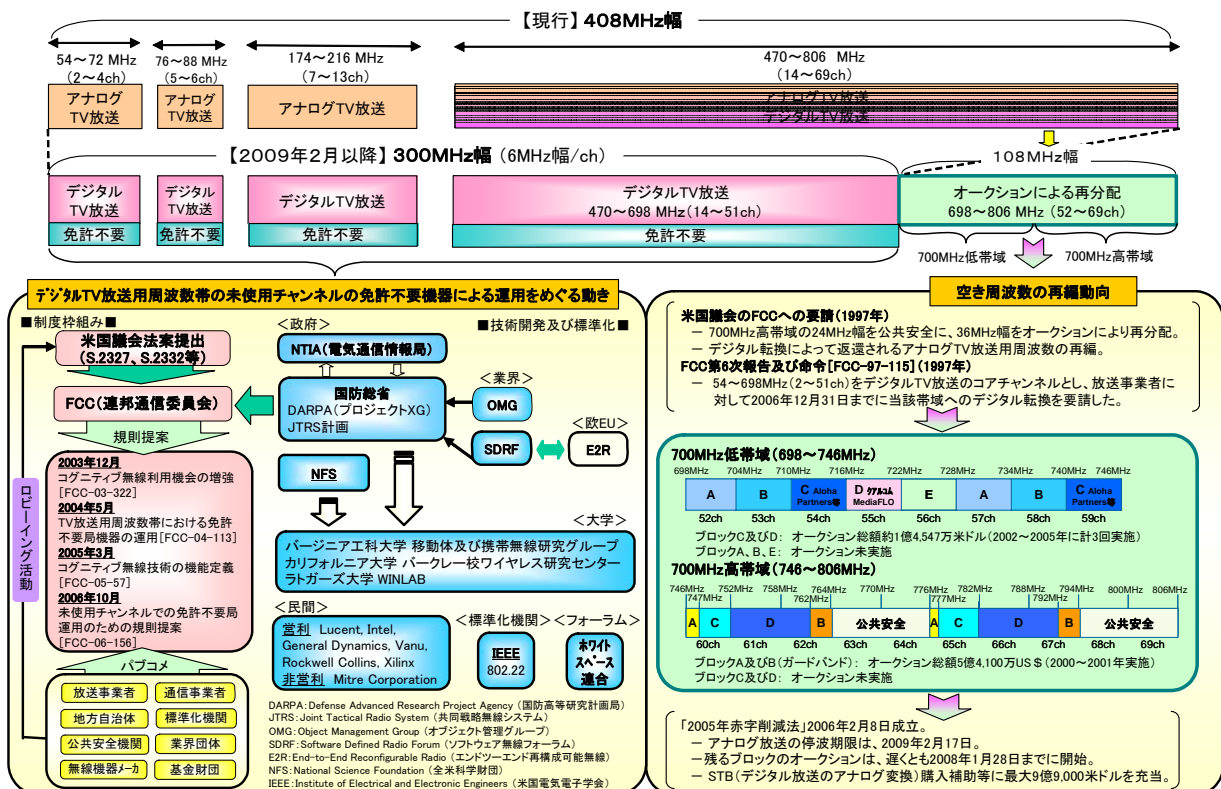 【現行】408MHz幅
54～72 MHz
(2～4ch)
76～88 MHz
(5～6ch)
174～216 MHz
(7～13ch)
470～806 MHz
(14～69ch)
アナログ
TV放送
アナログ
TV放送
アナログTV放送
アナログTV放送
デジタルTV放送
【2009年2月以降】300MHz幅 (6MHz幅/ch)
108MHz幅
デジタル
TV放送
免許不要
デジタル
TV放送
免許不要
デジタルTV放送
免許不要
デジタルTV放送
470～698 MHz(14～51ch)
免許不要
オークションによる再分配
698～806 MHz (52～69ch)
700MHz低帯域
700MHz高帯域
デジタルTV放送用周波数帯の未使用チャンネルの免許不要機器による運用をめぐる動き
■制度枠組み■
＜政府＞
■技術開発及び標準化■
米国議会法案提出
(S.2327、S.2332等)
FCC(連邦通信委員会)
規則提案
2003年12月
コグニティブ無線利用機会の増強
[FCC-03-322]
2004年5月
TV放送用周波数帯における免許
不要局機器の運用[FCC-04-113]
2005年3月
コグニティブ無線技術の機能定義
[FCC-05-57]
2006年10月
未使用チャンネルでの免許不要局
運用のための規則提案
[FCC-06-156]
パブコメ
ロビーイング活動
放送事業者
通信事業者
地方自治体
標準化機関
公共安全機関
業界団体
無線機器メーカ
基金財団
NTIA(電気通信情報局)
国防総省
DARPA(プロジェクトXG)
JTRS計画
＜業界＞
OMG
SDRF
＜欧EU＞
E2R
NFS
＜大学＞
バージニア工科大学 移動体及び携帯無線研究グループ
カリフォルニア大学 バークレー校ワイヤレス研究センター
ラトガーズ大学 WINLAB
＜民間＞
営利 Lucent, Intel,
General Dynamics, Vanu,
Rockwell Collins, Xilinx
非営利 Mitre Corporation
＜標準化機関＞
IEEE
802.22
＜フォーラム＞
ホワイト
スペース
連合
DARPA:Defense Advanced Research Project Agency (国防高等研究計画局)
JTRS:Joint Tactical Radio System (共同戦略無線システム)
OMG:Object Management Group (オブジェクト管理グループ)
SDRF:Software Defined Radio Forum (ソフトウェア無線フォーラム)
E2R:End-to-End Reconfigurable Radio (エンドツーエンド再構成可能無線)
NFS:National Science Foundation (全米科学財団)
IEEE:Institute of Electrical and Electronic Engineers (米国電気電子学会)
空き周波数の再編動向
米国議会のFCCへの要請(1997年)
－ 700MHz高帯域の24MHz幅を公共安全に、36MHz幅をオークションにより再分配。
－ デジタル転換によって返還されるアナログTV放送用周波数の再編。
FCC第6次報告及び命令[FCC-97-115](1997年)
－ 54～698MHz(2～51ch)をデジタルTV放送のコアチャンネルとし、放送事業者に
対して2006年12月31日までに当該帯域へのデジタル転換を要請した。
700MHz低帯域(698～746MHz)
698MHz 704MHz 710MHz 716MHz 722MHz 728MHz 734MHz 740MHz 746MHz
A B C Aloha Partners等 D クアルコム MediaFLO E A B C Aloha Partners等
52ch 53ch 54ch 55ch 56ch 57ch 58ch 59ch
ブロックC及びD: オークション総額約1億4,547万米ドル(2002～2005年に計3回実施)
ブロックA、B、E: オークション未実施
700MHz高帯域(746～806MHz)
746MHz 752MHz 758MHz 764MHz 770MHz 776MHz 782MHz 788MHz 794MHz 800MHz 806MHz
747MHz 762MHz 777MHz 792MHz
A C D B 公共安全 A C D B 公共安全
60ch 61ch 62ch 63ch 64ch 65ch 66ch 67ch 68ch 69ch
ブロックA及びB(ガードバンド): オークション総額5億4,100万US＄(2000～2001年実施)
ブロックC及びD: オークション未実施
「2005年赤字削減法」2006年2月8日成立。
－ アナログ放送の停波期限は、2009年2月17日。
－残るブロックのオークションは、遅くとも2008年1月28日までに開始。
－ STB(デジタル放送のアナログ変換)購入補助等に最大9億9,000米ドルを充当。